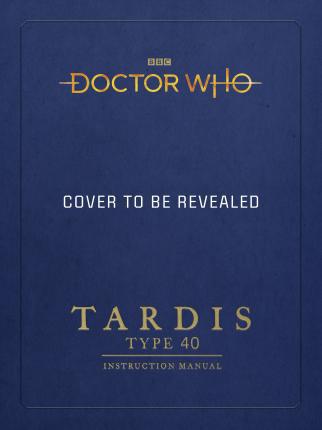 BBC
DOCTOR WHO
COVER TO BE REVEALED
TARDIS
TYPE 40
INSTRUCTION MANUAL